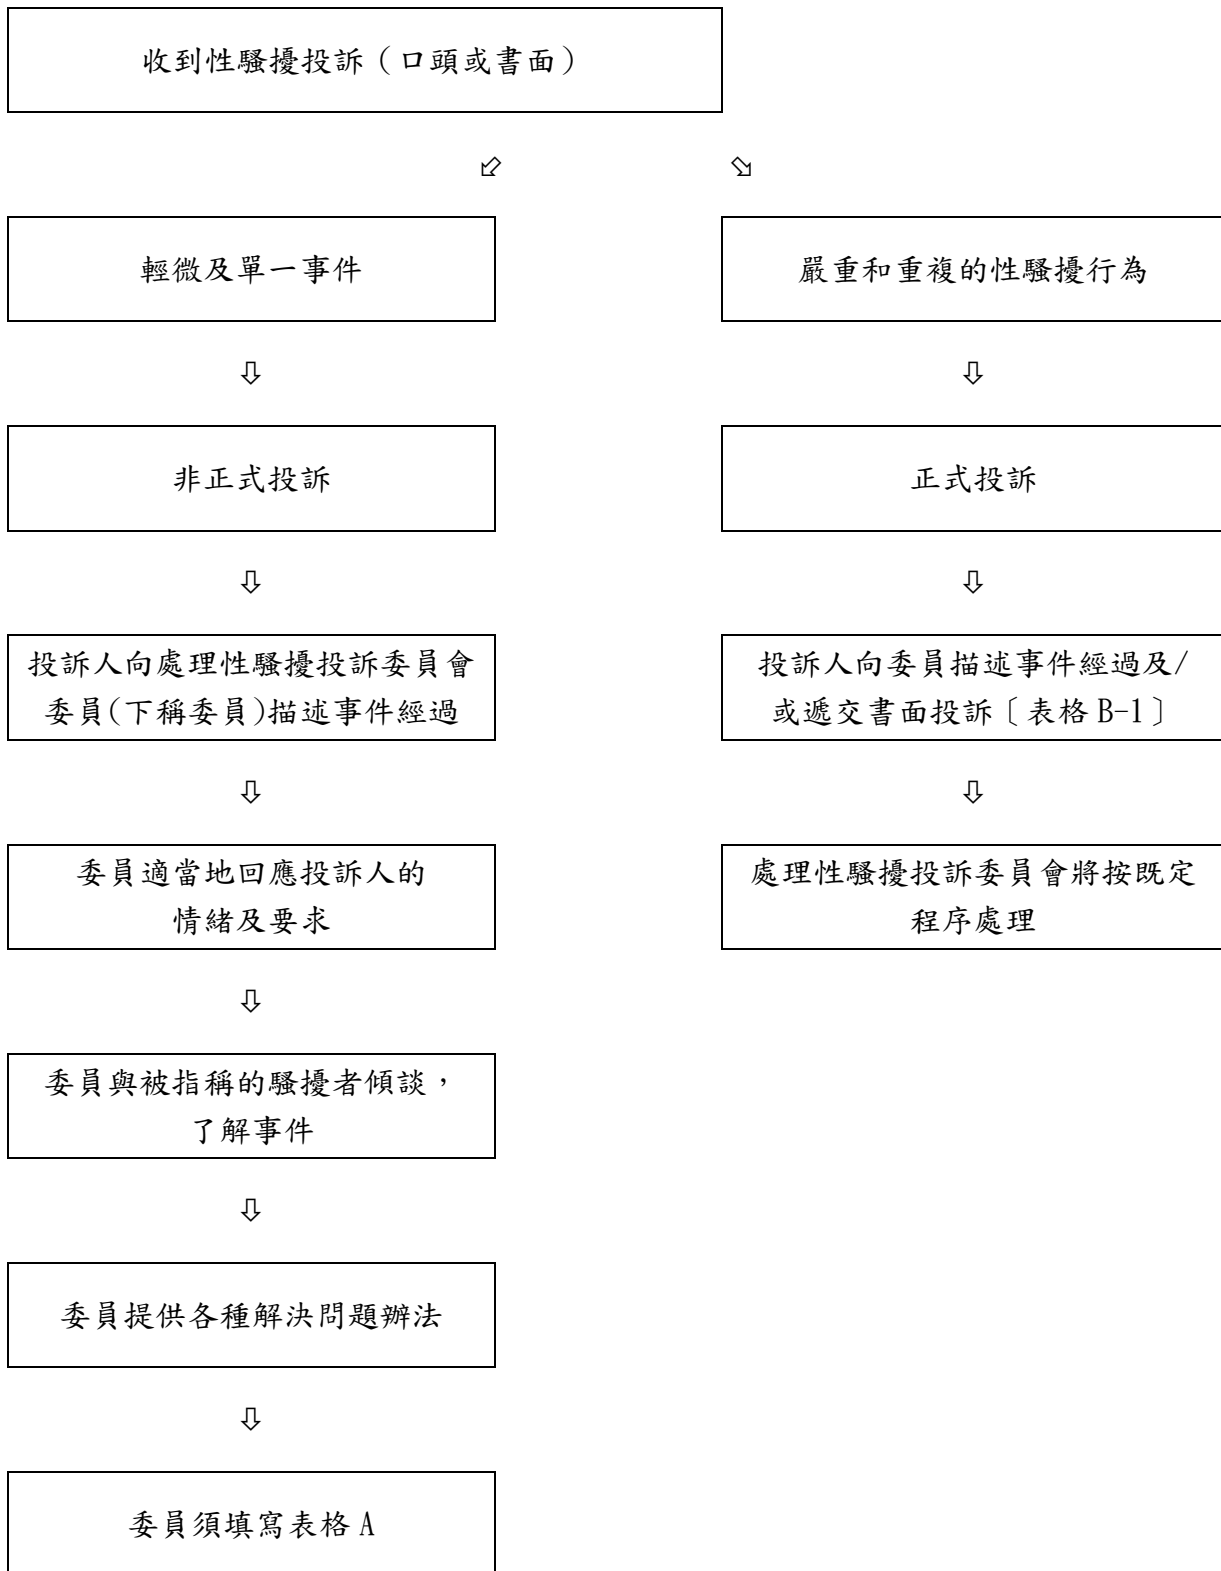 收到性騷擾投訴（口頭或書面）
輕微及單一事件
嚴重和重複的性騷擾行為
非正式投訴
正式投訴
投訴人向處理性騷擾投訴委員會
委員(下稱委員)描述事件經過
投訴人向委員描述事件經過及/
或遞交書面投訴〔表格 B-1〕
委員適當地回應投訴人的
情緒及要求
處理性騷擾投訴委員會將按既定
程序處理
委員與被指稱的騷擾者傾談，
了解事件
委員提供各種解決問題辦法
委員須填寫表格 A